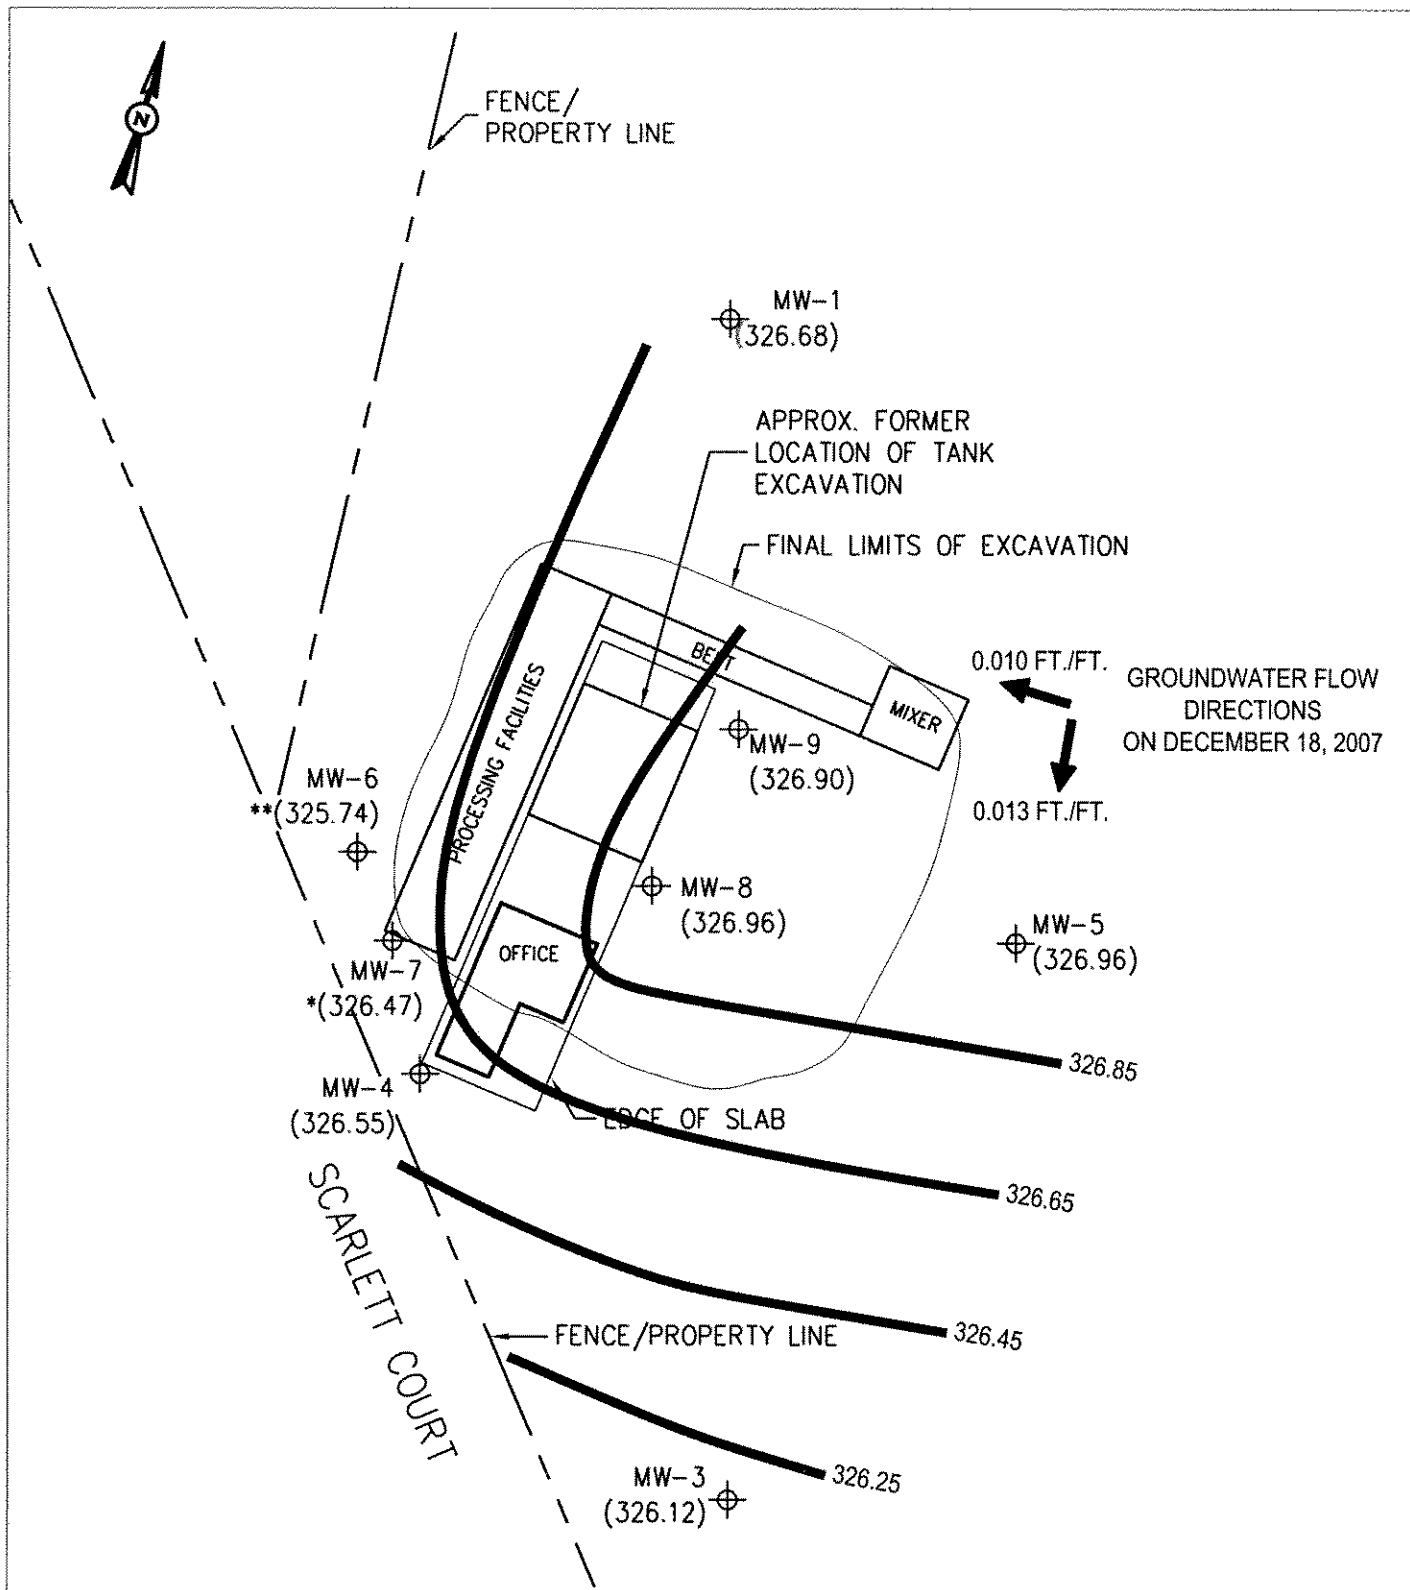 N
FENCE/
PROPERTY LINE
MW-1
(326.68)
APPROX. FORMER
LOCATION OF TANK
EXCAVATION
FINAL LIMITS OF EXCAVATION
BELT
MIXER
0.010 FT./FT.
GROUNDWATER FLOW
DIRECTIONS
ON DECEMBER 18, 2007
0.013 FT./FT.
PROCESSING FACILITIES
MW-9
(326.90)
MW-6
**(325.74)
MW-8
(326.96)
MW-5
(326.96)
OFFICE
MW-7
*(326.47)
326.85
MW-4
(326.55)
EDGE OF SLAB
326.65
SCARLETT COURT
FENCE/PROPERTY LINE
326.45
326.25
MW-3
(326.12)